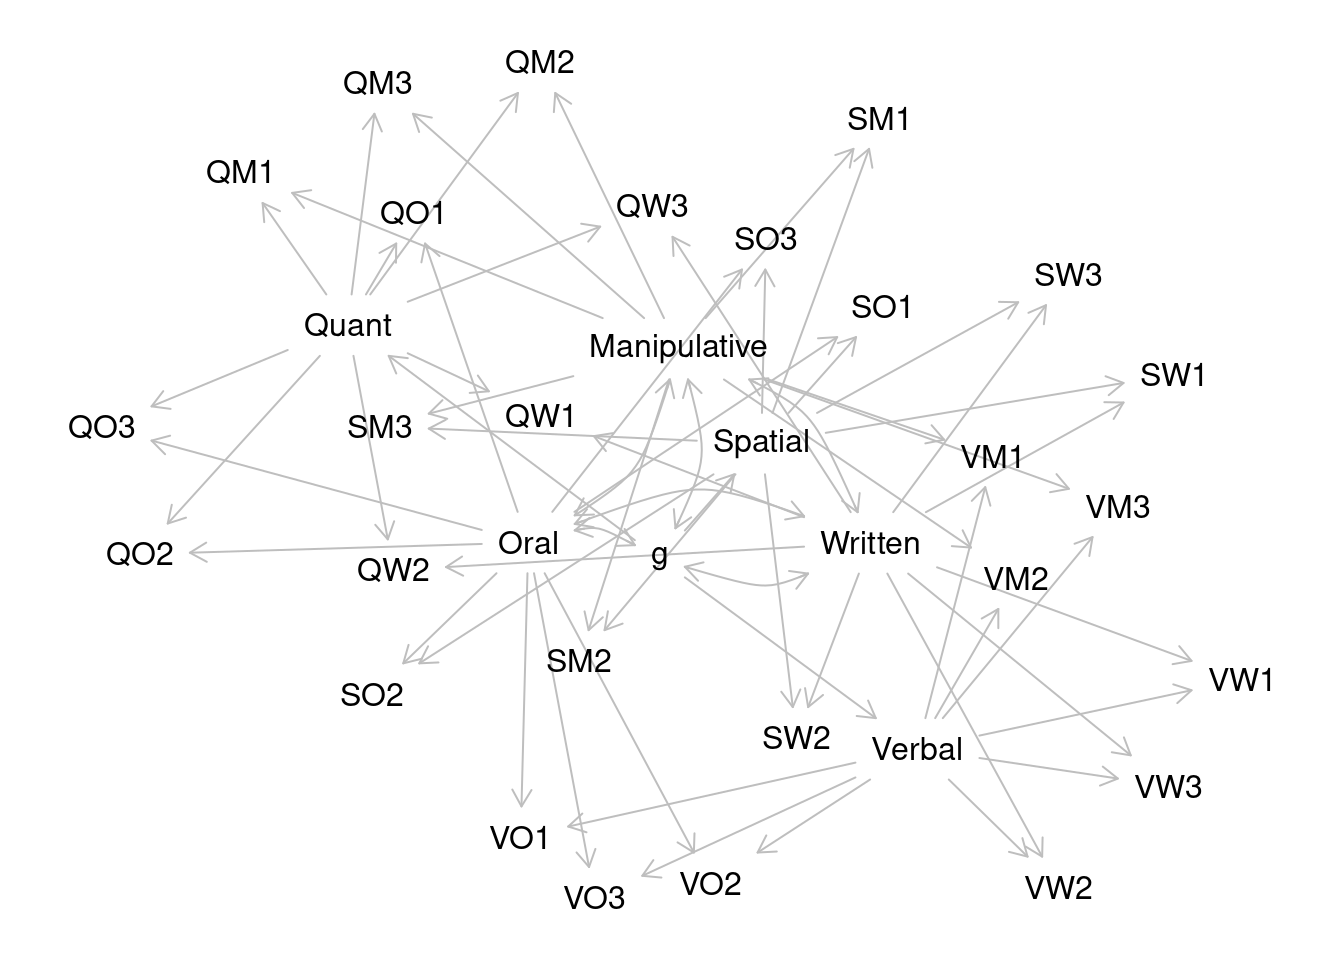 QM2
QM3
SM1
QM1
QW3
QO1
SO3
SW3
SO1
Quant
Manipulative
SW1
QW1
QO3
SM3
Spatial
VM1
VM3
Oral
Written
QO2
g
QW2
VM2
SM2
VW1
SO2
SW2
Verbal
VW3
VO1
VO2
VW2
VO3